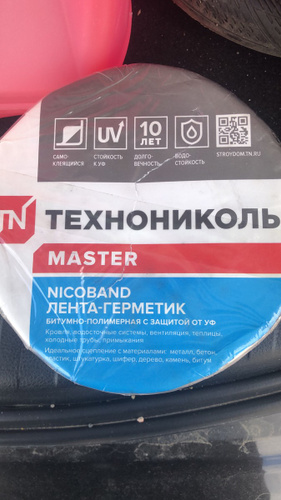 САМО-
КЛЕЯЩИЙСЯ
СТОЙКОСТЬ
К УФ
UV
10
ЛЕТ
ДОЛГО-
ВЕЧНОСТЬ
ВОДО-
СТОЙКОСТЬ
STROYDOM.TN.RU
TN ТЕХНОНИКОЛЬ
MASTER
NICOBAND
ЛЕНТА-ГЕРМЕТИК
БИТУМНО-ПОЛИМЕРНАЯ С ЗАЩИТОЙ ОТ УФ
Кровля, водосточные системы, вентиляция, теплицы,
холодные трубы, примыкания
Идеальное сцепление с материалами: металл, бетон,
пластик, штукатурка, шифер, дерево, камень, битум